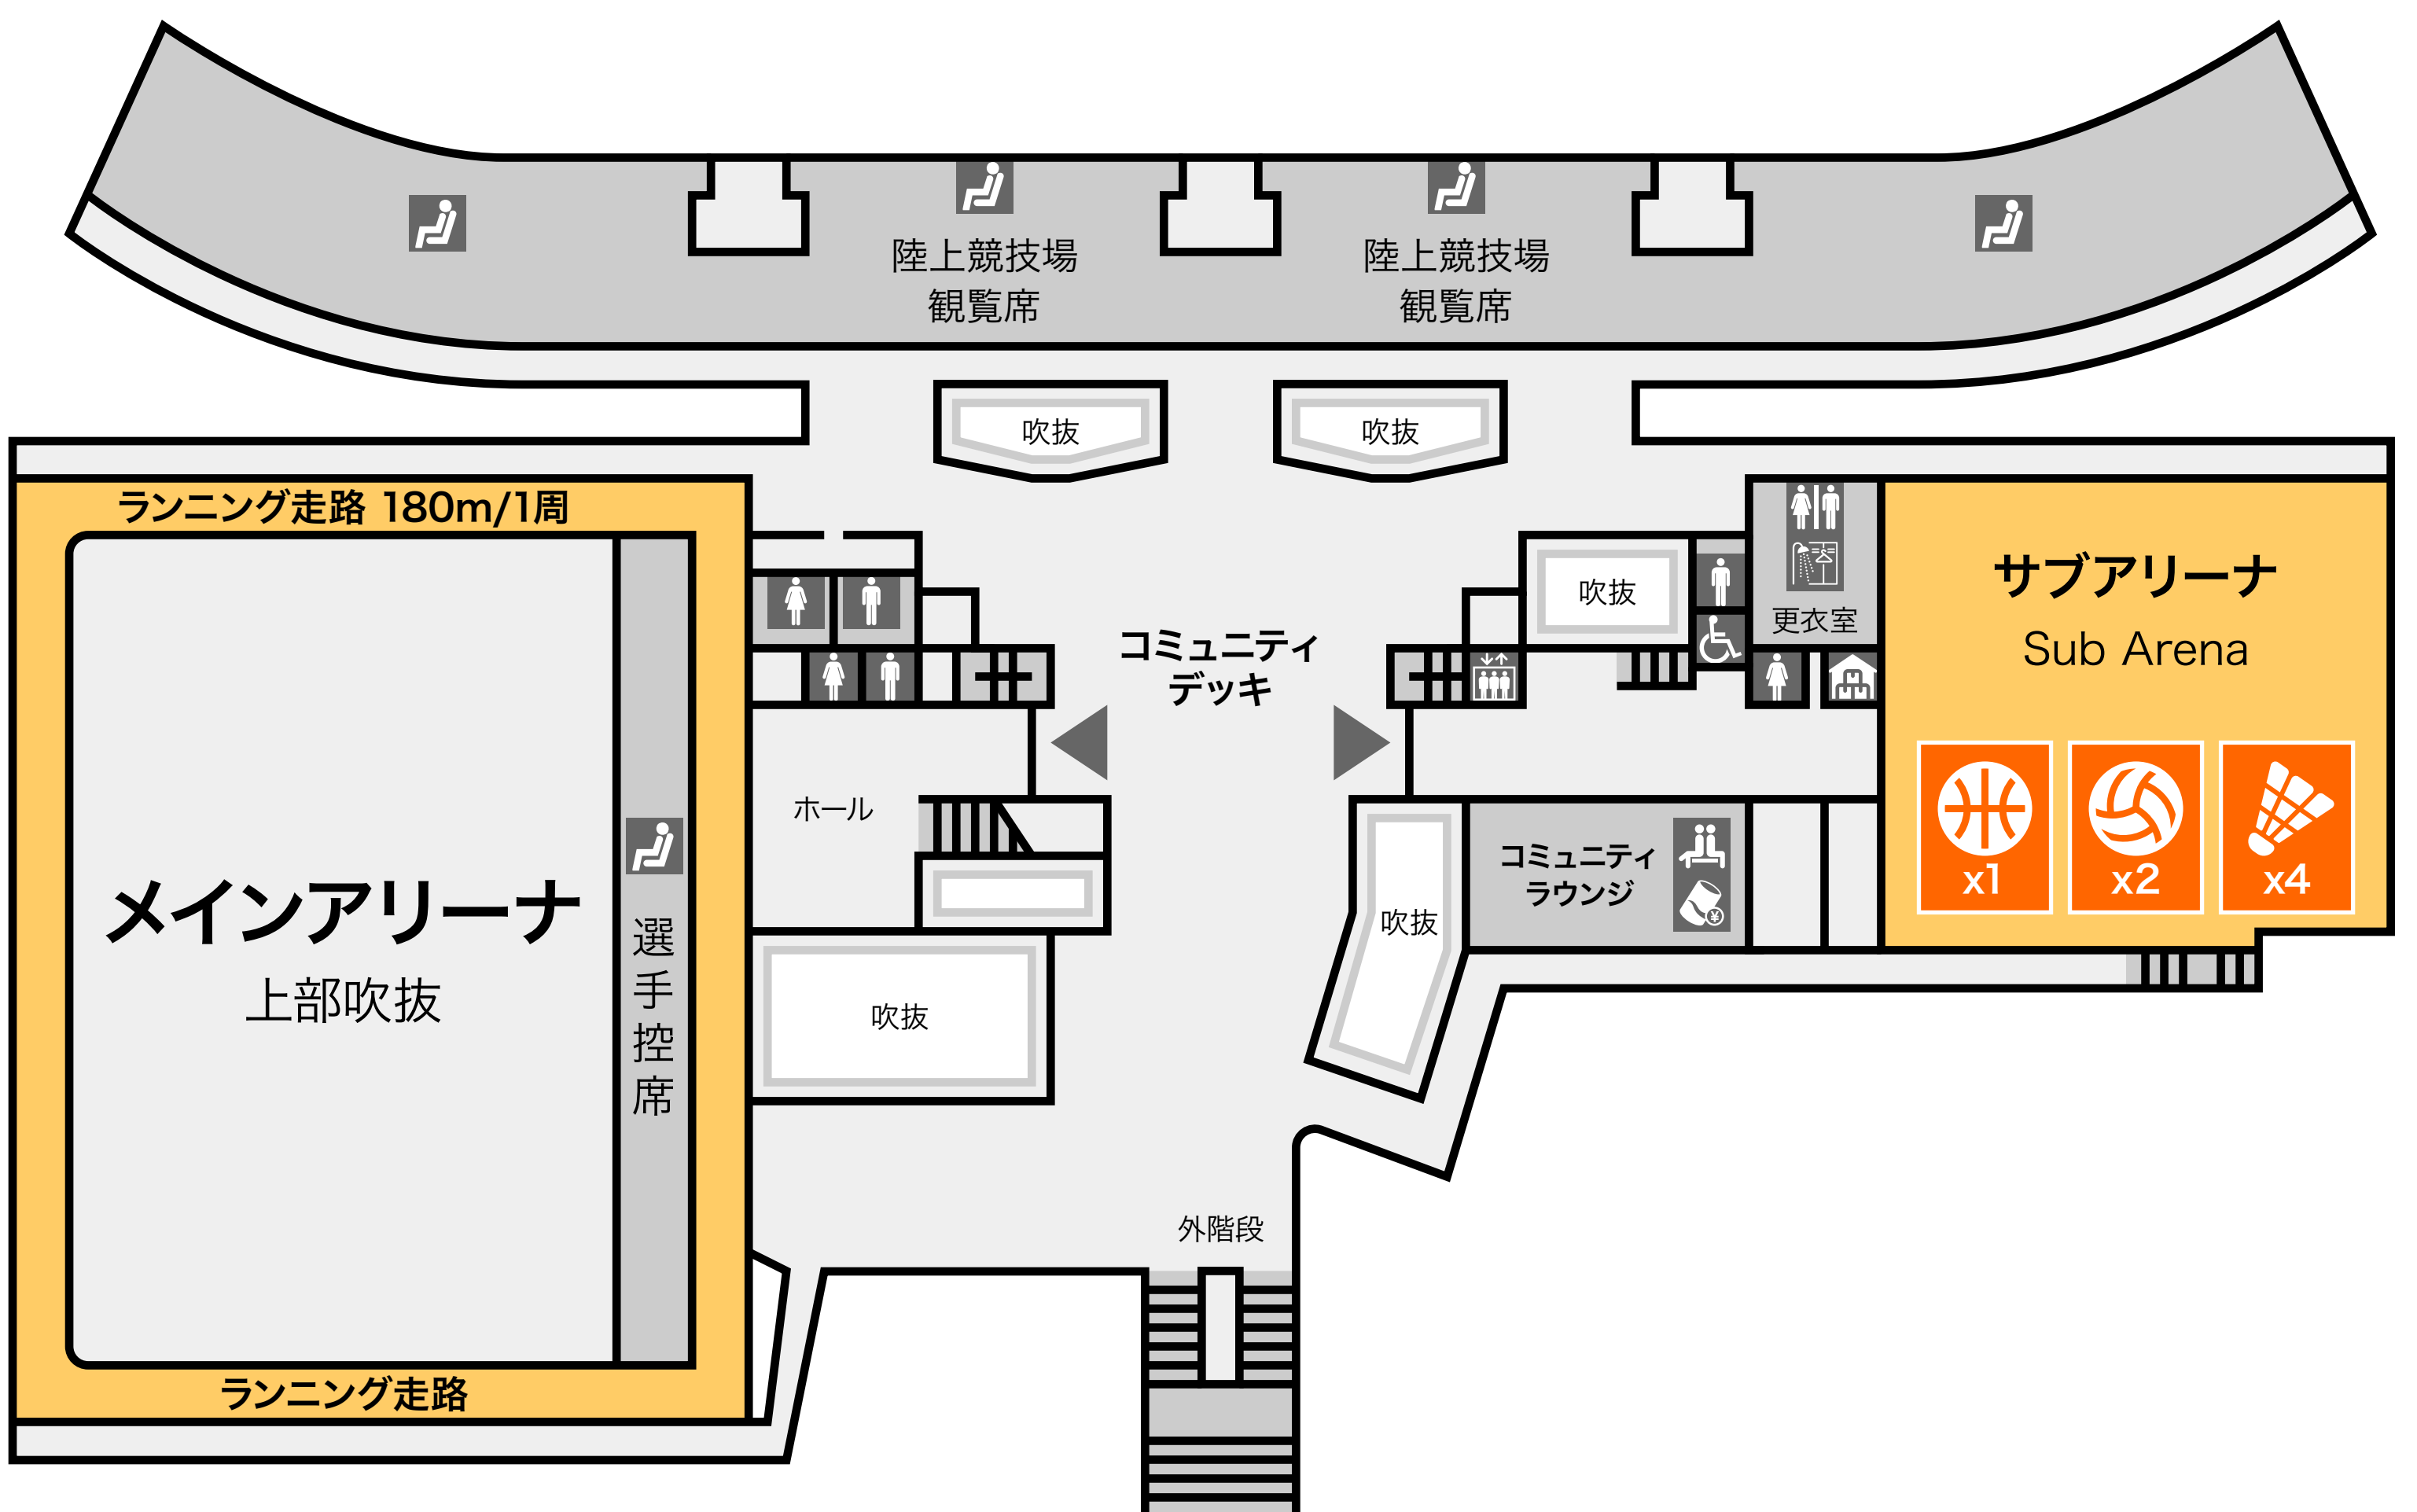 陸上競技場
観覧席
陸上競技場
観覧席
吹抜
吹抜
ランニング走路 180m/1周
吹抜
更衣室
サブアリーナ
Sub Arena
コミュニティ
デッキ
ホール
メインアリーナ
上部吹抜
選手控席
コミュニティ
ラウンジ
¥
x1
x2
x4
吹抜
吹抜
外階段
ランニング走路